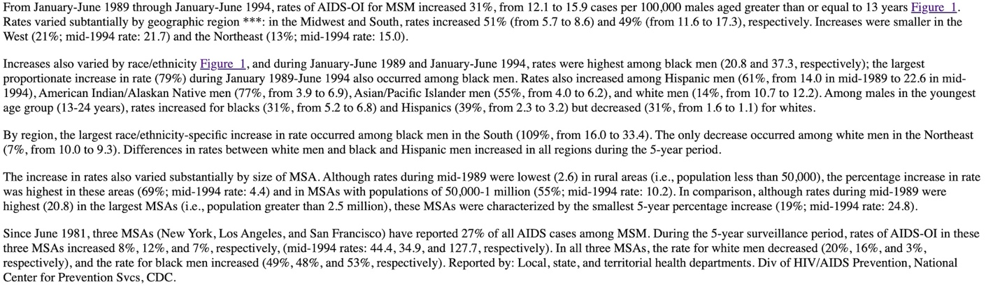 From January-June 1989 through January-June 1994, rates of AIDS-OI for MSM increased 31%, from 12.1 to 15.9 cases per 100,000 males aged greater than or equal to 13 years Figure_1.
Rates varied subtantially by geographic region ***: in the Midwest and South, rates increased 51% (from 5.7 to 8.6) and 49% (from 11.6 to 17.3), respectively. Increases were smaller in the
West (21%; mid-1994 rate: 21.7) and the Northeast (13%; mid-1994 rate: 15.0).
Increases also varied by race/ethnicity Figure_1, and during January-June 1989 and January-June 1994, rates were highest among black men (20.8 and 37.3, respectively); the largest
proportionate increase in rate (79%) during January 1989-June 1994 also occurred among black men. Rates also increased among Hispanic men (61%, from 14.0 in mid-1989 to 22.6 in mid-
1994), American Indian/Alaskan Native men (77%, from 3.9 to 6.9), Asian/Pacific Islander men (55%, from 4.0 to 6.2), and white men (14%, from 10.7 to 12.2). Among males in the youngest
age group (13-24 years), rates increased for blacks (31%, from 5.2 to 6.8) and Hispanics (39%, from 2.3 to 3.2) but decreased (31%, from 1.6 to 1.1) for whites.
By region, the largest race/ethnicity-specific increase in rate occurred among black men in the South (109%, from 16.0 to 33.4). The only decrease occurred among white men in the Northeast
(7%, from 10.0 to 9.3). Differences in rates between white men and black and Hispanic men increased in all regions during the 5-year period.
The increase in rates also varied substantially by size of MSA. Although rates during mid-1989 were lowest (2.6) in rural areas (i.e., population less than 50,000), the percentage increase in rate
was highest in these areas (69%; mid-1994 rate: 4.4) and in MSAs with populations of 50,000-1 million (55%; mid-1994 rate: 10.2). In comparison, although rates during mid-1989 were
highest (20.8) in the largest MSAs (i.e., population greater than 2.5 million), these MSAs were characterized by the smallest 5-year percentage increase (19%; mid-1994 rate: 24.8).
Since June 1981, three MSAs (New York, Los Angeles, and San Francisco) have reported 27% of all AIDS cases among MSM. During the 5-year surveillance period, rates of AIDS-OI in these
three MSAs increased 8%, 12%, and 7%, respectively, (mid-1994 rates: 44.4, 34.9, and 127.7, respectively). In all three MSAs, the rate for white men decreased (20%, 16%, and 3%,
respectively), and the rate for black men increased (49%, 48%, and 53%, respectively). Reported by: Local, state, and territorial health departments. Div of HIV/AIDS Prevention, National
Center for Prevention Svcs, CDC.